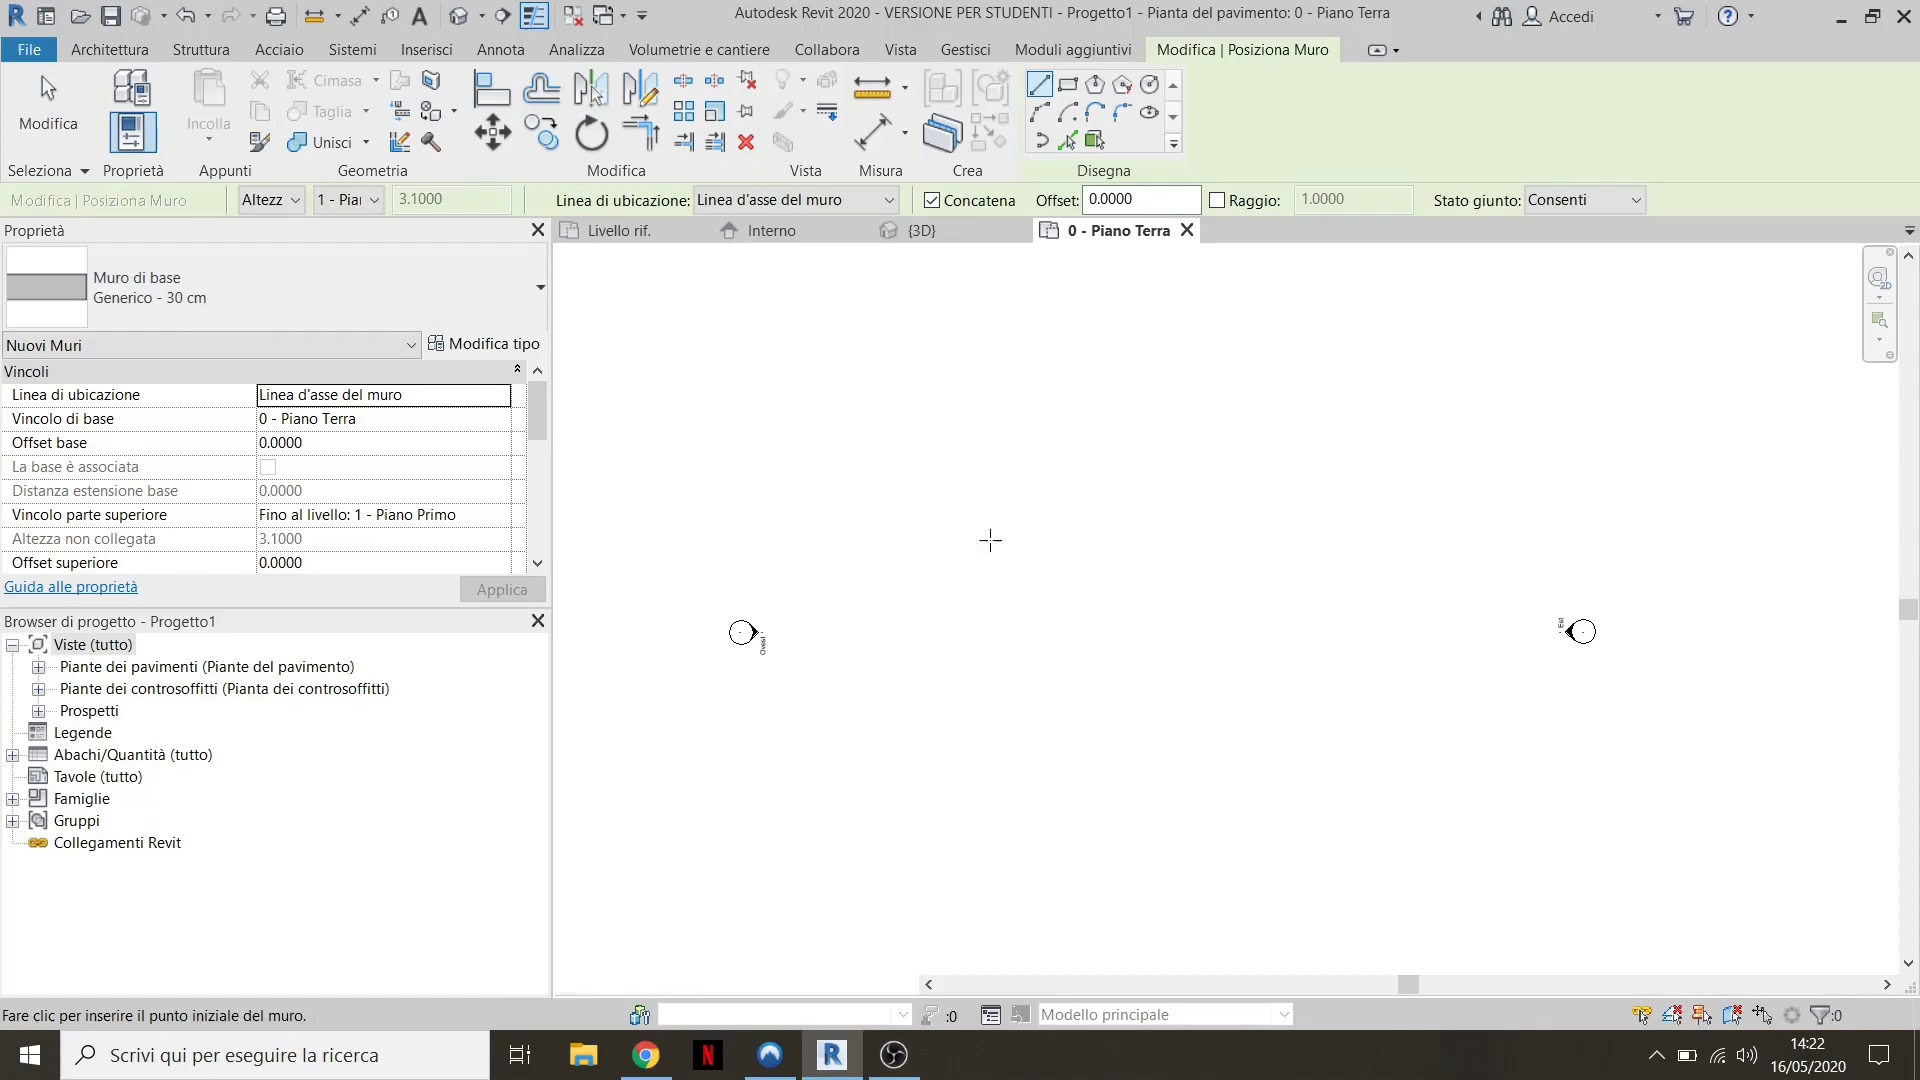 Autodesk Revit 2020 - VERSIONE PER STUDENTI - Progetto1 - Pianta del pavimento: 0 - Piano Terra
Accedi
File Architettura Struttura Acciaio Sistemi Inserisci Annota Analizza Volumetrie e cantiere Collabora Vista Gestisci Moduli aggiuntivi Modifica | Posiziona Muro
Modifica
Incolla
Cimasa
Taglia
Unisci
Seleziona Proprietà Appunti Geometria Modifica Vista Misura Crea Disegna
Modifica | Posiziona Muro Altezz 1 - Piar 3.1000 Linea di ubicazione: Linea d'asse del muro Concatena Offset: 0.0000 Raggio: 1.0000 Stato giunto: Consenti
Proprietà
Livello rif. Interno {3D} 0 - Piano Terra
Muro di base
Generico - 30 cm
Nuovi Muri Modifica tipo
Vincoli
Linea di ubicazione Linea d'asse del muro
Vincolo di base 0 - Piano Terra
Offset base 0.0000
La base è associata
Distanza estensione base 0.0000
Vincolo parte superiore Fino al livello: 1 - Piano Primo
Altezza non collegata 3.1000
Offset superiore 0.0000
Guida alle proprietà Applica
Browser di progetto - Progetto1
Viste (tutto)
Piante dei pavimenti (Piante del pavimento)
Piante dei controsoffitti (Pianta dei controsoffitti)
Prospetti
Legende
Abachi/Quantità (tutto)
Tavole (tutto)
Famiglie
Gruppi
Collegamenti Revit
2D
Ovest
Est
Fare clic per inserire il punto iniziale del muro.
:0
Modello principale
:0
Scrivi qui per eseguire la ricerca
N
R
14:22
16/05/2020